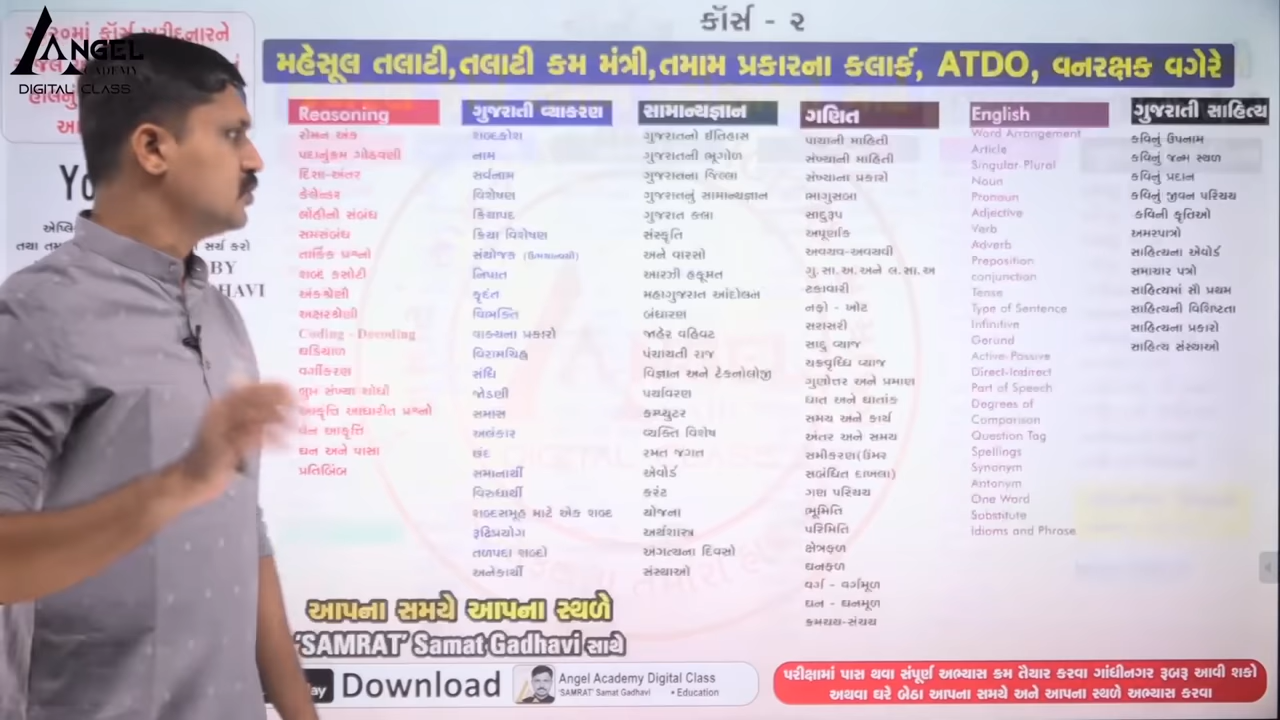 કૉર્સ - ૨
ANGEL
ACADEMY
DIGITAL CLASS
મહેસૂલ તલાટી,તલાટી કમ મંત્રી,તમામ પ્રકારના કલાર્ક, ATDO, વનરક્ષક વગેરે
Reasoning
રોમન અંક
પદાનુંક્રમ ગોઠવણી
દિસા-અંતર
કેલેન્ડર
લોહીનો સંબંધ
સમસંબંધ
તાર્કિક પ્રશ્નો
શબ્દ કસોટી
અંકશ્રેણી
અક્ષરશ્રેણી
Coding - Decoding
ઘડિયાળ
વર્ગીકરણ
લુપ્ત સંખ્યા શોધો
આકૃતિ આધારીત પ્રશ્નો
વેન આકૃતિ
ઘન અને પાસા
પ્રતિબિંબ
ગુજરાતી વ્યાકરણ
શબ્દકોશ
નામ
સર્વનામ
વિશેષણ
ક્રિયાપદ
ક્રિયા વિશેષણ
સંયોજક
નિપાત
કૃદંત
વિભક્તિ
વાક્યના પ્રકારો
વિરામચિહ્ન
સંધિ
જોડણી
સમાસ
અલંકાર
છંદ
સમાનાર્થી
વિરુધ્ધાર્થી
શબ્દસમૂહ માટે એક શબ્દ
રૂઢિપ્રયોગ
તળપદા શબ્દો
અનેકાર્થી
સામાન્યજ્ઞાન
ગુજરાતનો ઈતિહાસ
ગુજરાતની ભૂગોળ
ગુજરાતના જિલ્લા
ગુજરાતનું સામાન્યજ્ઞાન
ગુજરાત કલા
સંસ્કૃતિ
અને વારસો
આરઝી હકૂમત
મહાગુજરાત આંદોલન
બંધારણ
જાહેર વહિવટ
પંચાયતી રાજ
વિજ્ઞાન અને ટેકનોલૉજી
પર્યાવરણ
કમ્પ્યુટર
વ્યક્તિ વિશેષ
રમત જગત
એવોર્ડ
કરંટ
યોજના
અર્થશાસ્ત્ર
અગત્યના દિવસો
સંસ્થાઓ
ગણિત
પાયાની માહિતી
સંખ્યાની માહિતી
સંખ્યાના પ્રકારો
ભાગુસબા
સાદુરૂપ
અપૂર્ણાંક
અવયવ-અવયવી
ગુ.સા.અ.અને લ.સા.અ
ટકાવારી
નફો - ખોટ
સરાસરી
સાદુ વ્યાજ
ચક્રવૃધ્ધિ વ્યાજ
ગુણોત્તર અને પ્રમાણ
ઘાત અને ઘાતાંક
સમય અને કાર્ય
અંતર અને સમય
સમીકરણ(ઉંમર
સબંધિત દાખલા)
ગણ પરિચય
ભૂમિતિ
પરિમિતિ
ક્ષેત્રફળ
ઘનફળ
વર્ગ - વર્ગમૂળ
ઘન - ઘનમૂળ
ક્રમચય-સંચય
English
Word Arrangement
Article
Singular-Plural
Noun
Pronoun
Adjective
Verb
Adverb
Preposition
conjunction
Tense
Type of Sentence
Infinitive
Gerund
Active-Passive
Direct-Indirect
Part of Speech
Degrees of
Comparison
Question Tag
Spellings
Synonym
Antonym
One Word
Substitute
Idioms and Phrase
ગુજરાતી સાહિત્ય
કવિનું ઉપનામ
કવિનું જન્મ સ્થળ
કવિનું પ્રદાન
કવિનું જીવન પરિચય
કવિની કૃતિઓ
અમરપાત્રો
સાહિત્યના એવોર્ડ
સમાચાર પત્રો
સાહિત્યમાં સૌ પ્રથમ
સાહિત્યની વિશિષ્ટતા
સાહિત્યના પ્રકારો
સાહિત્ય સંસ્થાઓ
આપના સમયે આપના સ્થળે
'SAMRAT' Samat Gadhavi સાથે
Download
Angel Academy Digital Class
'SAMRAT' Samat Gadhavi • Education
પરીક્ષામાં પાસ થવા સંપૂર્ણ અભ્યાસ ક્રમ તૈયાર કરવા ગાંધીનગર રૂબરૂ આવી શકો
અથવા ઘરે બેઠા આપના સમયે અને આપના સ્થળે અભ્યાસ કરવા